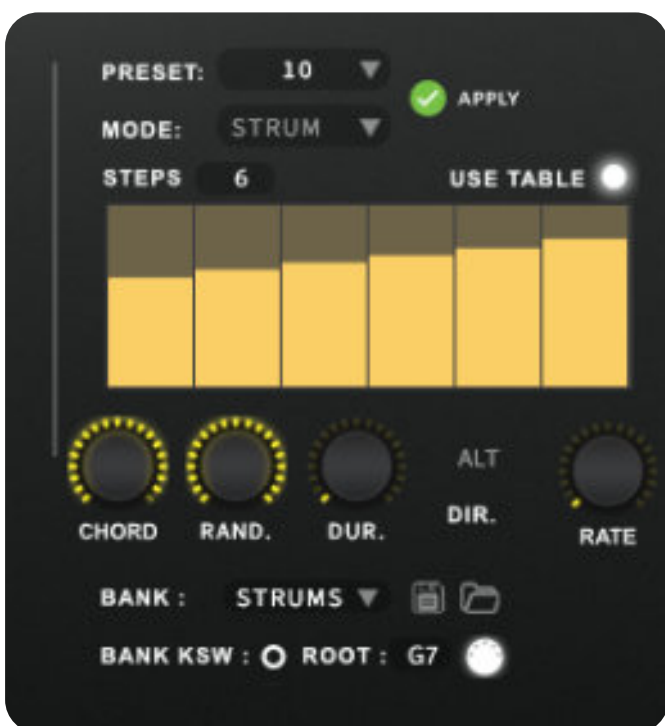 PRESET: 10
APPLY
MODE: STRUM
STEPS 6 USE TABLE
ALT
CHORD RAND. DUR. DIR. RATE
BANK : STRUMS
BANK KSW : ROOT : G7